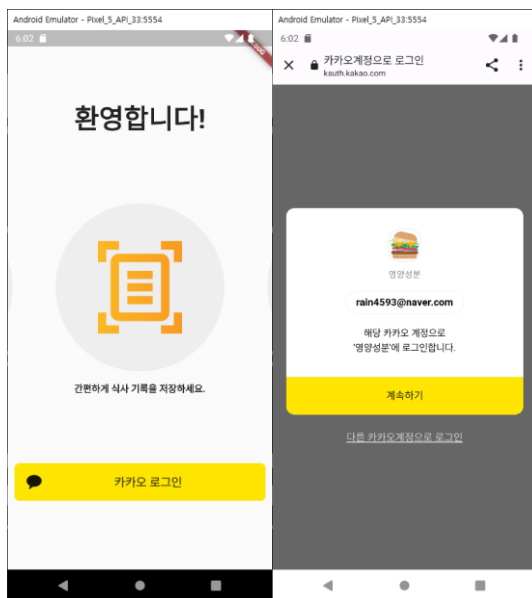 Android Emulator - Pixel_5_API_33:5554
6:02
환영합니다!
간편하게 식사 기록을 저장하세요.
카카오 로그인
Android Emulator - Pixel_5_API_33:5554
6:02
카카오계정으로 로그인
kauth.kakao.com
영양성분
rain4593@naver.com
해당 카카오 계정으로
'영양성분'에 로그인합니다.
계속하기
다른 카카오계정으로 로그인